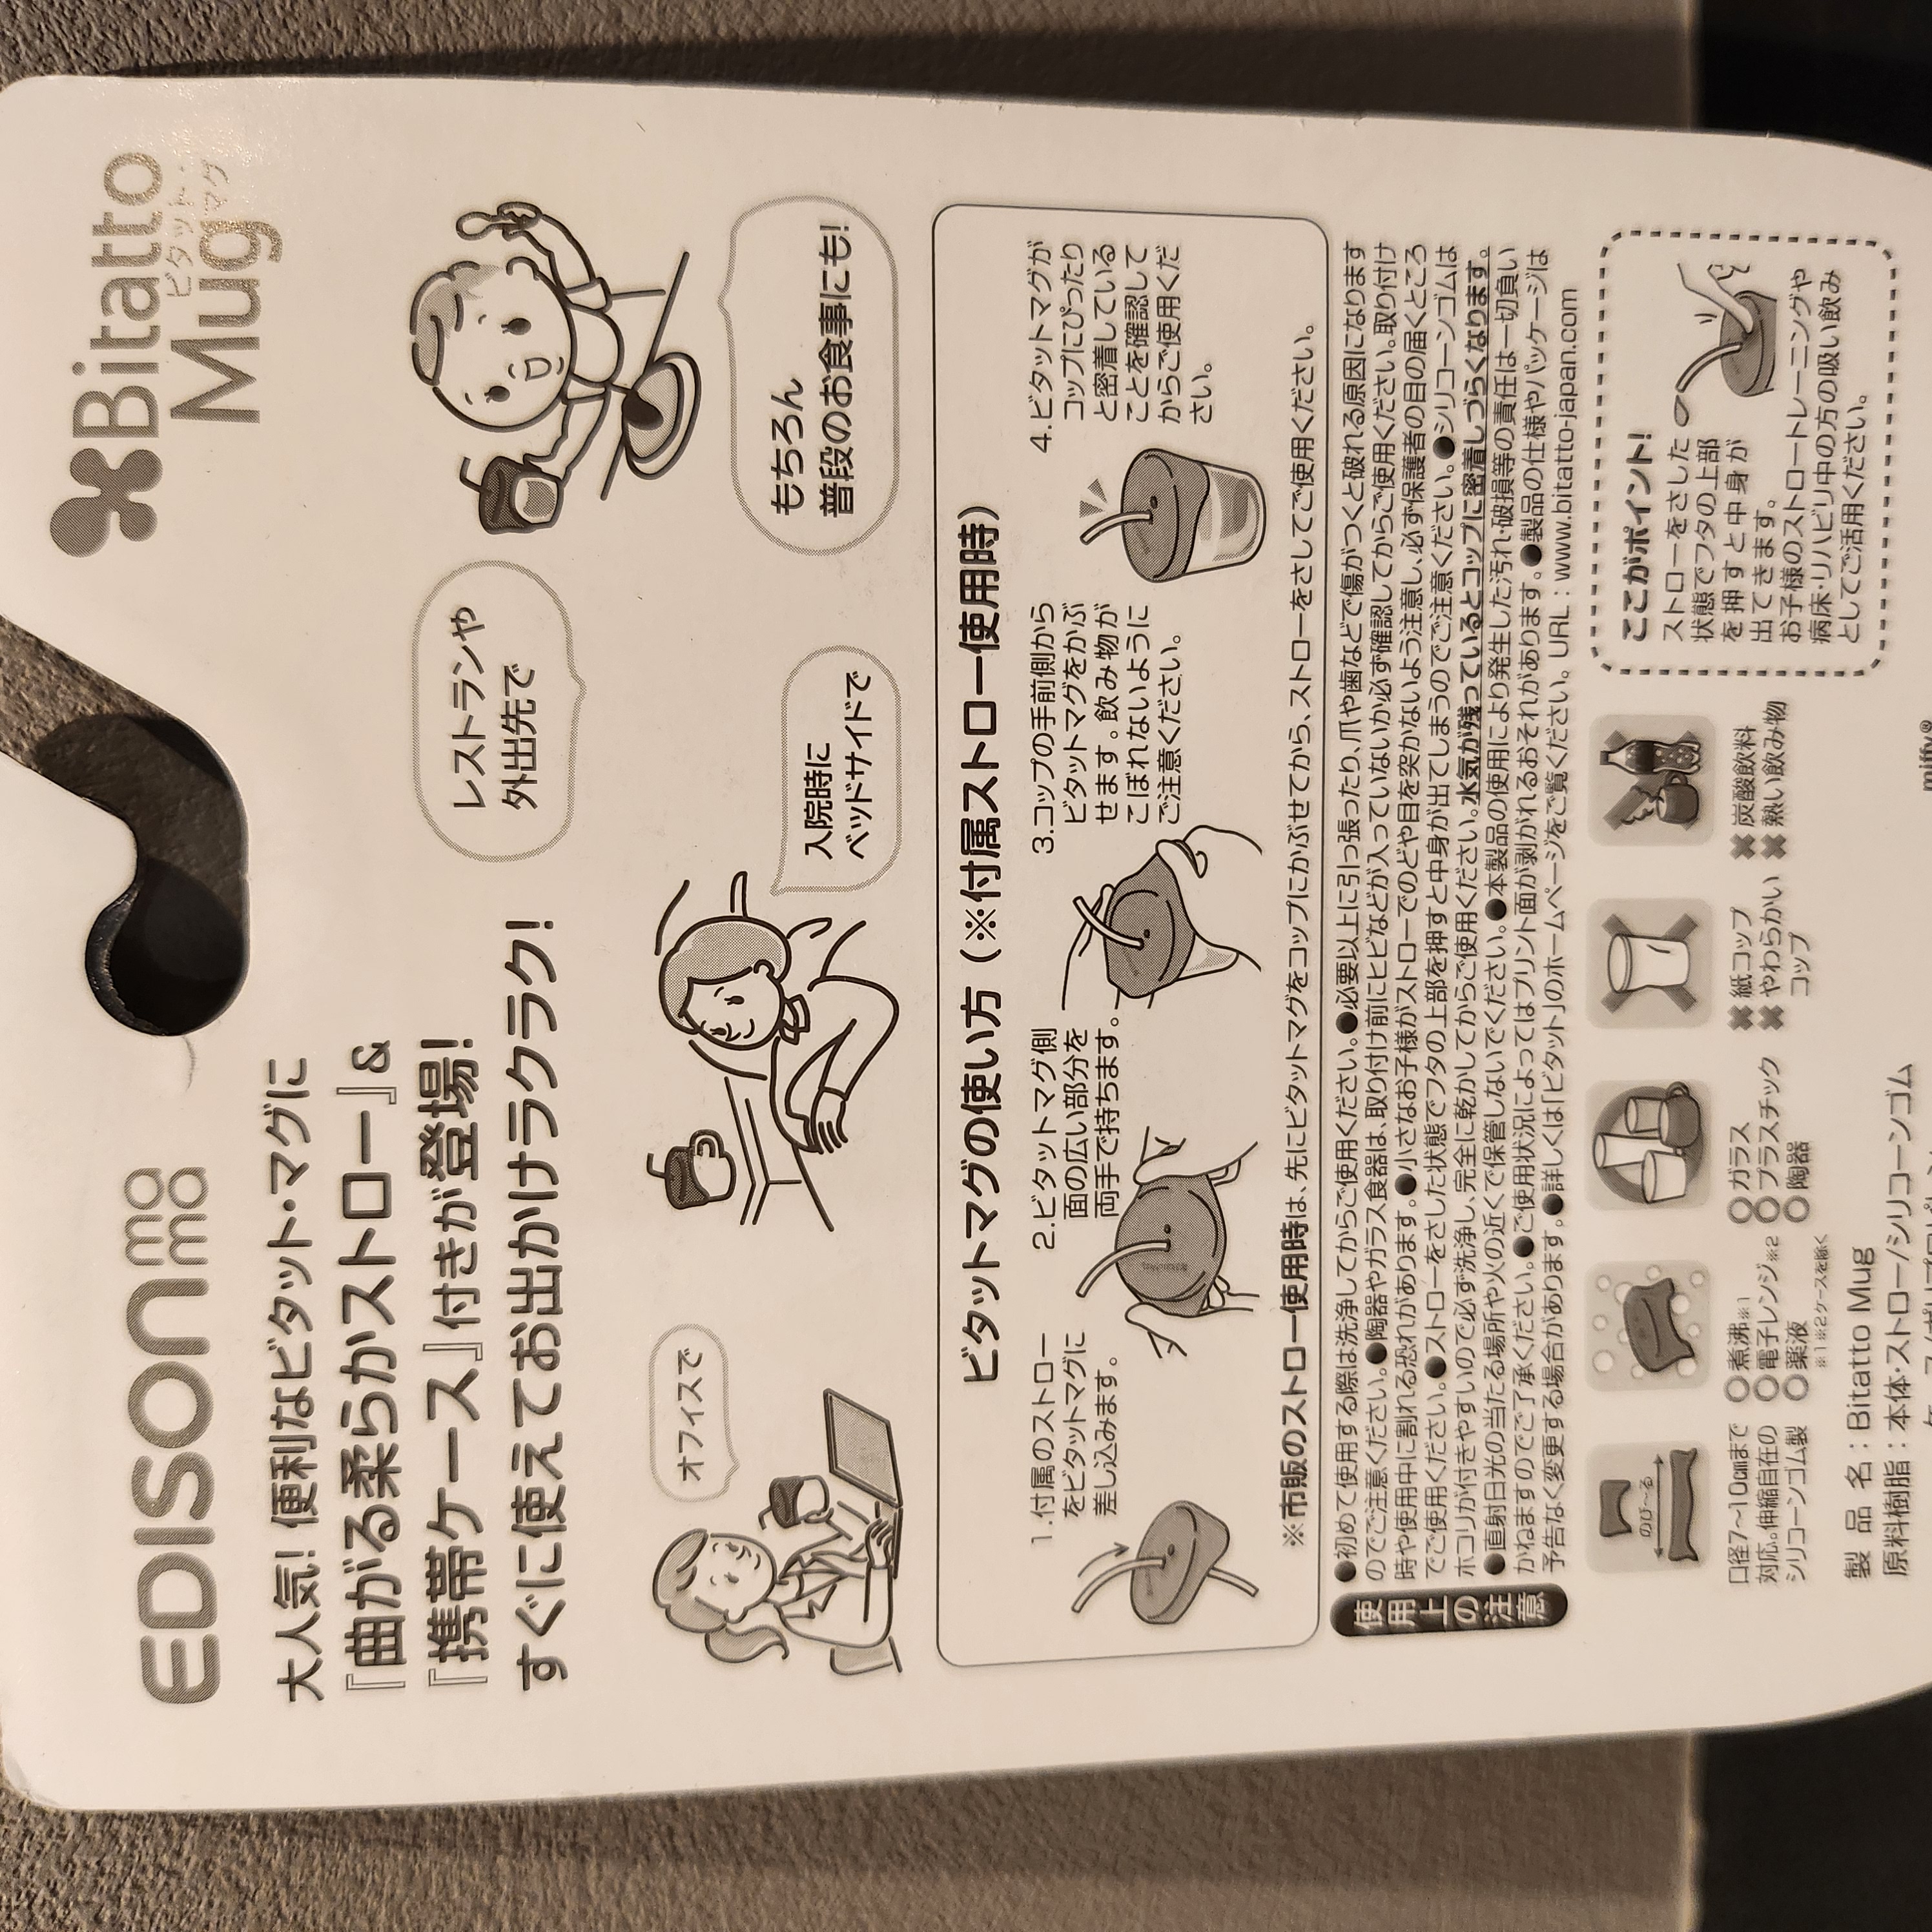 EDISONmama
Bitatto
ビタット・
Mug
マグ
大人気! 便利なビタット・マグに
『曲がる柔らかストロー』&
『携帯ケース』付きが登場!
すぐに使えてお出かけラクラク!
レストランや
外出先で
オフィスで
入院時に
ベッドサイドで
もちろん
普段のお食事にも!
ビタットマグの使い方(※付属ストロー使用時)
1.付属のストロー
をビタットマグに
差し込みます。
2.ビタットマグ側
面の広い部分を
両手で持ちます。
3.コップの手前側から
ビタットマグをかぶ
せます。飲み物が
こぼれないように
ご注意ください。
4.ビタットマグが
コップにぴったり
と密着している
ことを確認して
からご使用くだ
さい。
※市販のストロー使用時は、先にビタットマグをコップにかぶせてから、ストローをさしてご使用ください。
使用上の注意
●初めて使用する際は洗浄してからご使用ください。●必要以上に引っ張ったり、爪や歯などで傷がつくと破れる原因になります
のでご注意ください。●陶器やガラス食器は、取り付け前にヒビなどが入っていないか必ず確認してからご使用ください。取り付け
時や使用中に割れる恐れがあります。●小さなお子様がストローでのどや目を突かないよう注意し、必ず保護者の目の届くところ
でご使用ください。●ストローをさした状態でフタの上部を押すと中身が出てしまうのでご注意ください。●シリコーンゴムは
ホコリが付きやすいので必ず洗浄し、完全に乾かしてからご使用ください。水気が残っているとコップに密着しづらくなります。
●直射日光の当たる場所や火の近くで保管しないでください。●本製品の使用により発生した汚れ・破損等の責任は一切負い
かねますのでご了承ください。●ご使用状況によってはプリント面が剥がれるおそれがあります。●製品の仕様やパッケージは
予告なく変更する場合があります。●詳しくは「ビタット」のホームページをご覧ください。URL：www.bitatto-japan.com
のび〜る
口径7〜10cmまで
対応。伸縮自在の
シリコーンゴム製
○煮沸※1
○電子レンジ※2
○薬液
※1※2ケースを除く
○ガラス
○プラスチック
○陶器
✖紙コップ
✖やわらかい
コップ
✖炭酸飲料
✖熱い飲み物
ここがポイント!
ストローをさした
状態でフタの上部
を押すと中身が
出てきます。
お子様のストロートレーニングや
病床・リハビリ中の方の吸い飲み
としてご活用ください。
製品名：Bitatto Mug
原料樹脂：本体・ストロー/シリコーンゴム